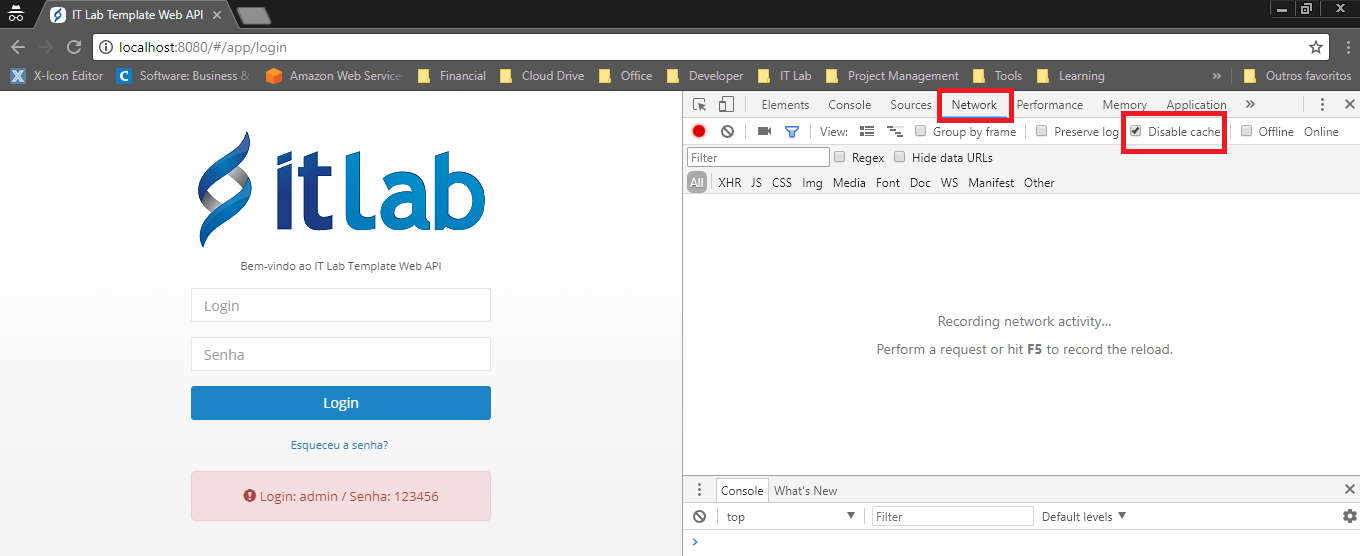 IT Lab Template Web API
localhost:8080/#/app/login
X-Icon Editor Software: Business & Amazon Web Service Financial Cloud Drive Office Developer IT Lab Project Management Tools Learning » Outros favoritos
itlab
Bem-vindo ao IT Lab Template Web API
Login
Senha
Login
Esqueceu a senha?
Login: admin / Senha: 123456
Elements Console Sources Network Performance Memory Application »
View: Group by frame Preserve log Disable cache Offline Online
Filter Regex Hide data URLs
All XHR JS CSS Img Media Font Doc WS Manifest Other
Recording network activity...
Perform a request or hit F5 to record the reload.
Console What's New
top Filter Default levels